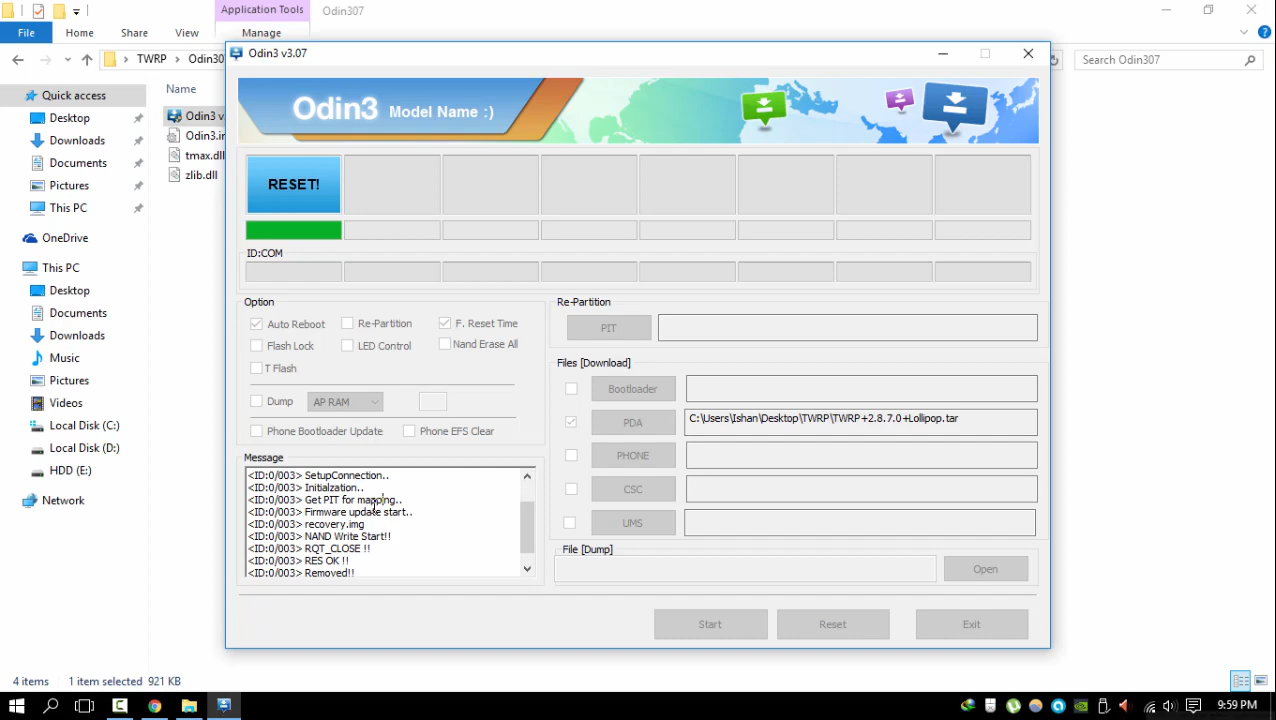 Application Tools
Odin307
File
Home
Share
View
Manage
TWRP
Odin30
Search Odin307
Quick access
Desktop
Downloads
Documents
Pictures
This PC
OneDrive
This PC
Desktop
Documents
Downloads
Music
Pictures
Videos
Local Disk (C:)
Local Disk (D:)
HDD (E:)
Network
Name
Odin3 v
Odin3.in
tmax.dll
zlib.dll
Odin3 v3.07
Odin3 Model Name :)
RESET!
ID:COM
Option
Auto Reboot
Re-Partition
F. Reset Time
Flash Lock
LED Control
Nand Erase All
T Flash
Dump
AP RAM
Phone Bootloader Update
Phone EFS Clear
Message
<ID:0/003> SetupConnection..
<ID:0/003> Initialzation..
<ID:0/003> Get PIT for mapping..
<ID:0/003> Firmware update start..
<ID:0/003> recovery.img
<ID:0/003> NAND Write Start!!
<ID:0/003> RQT_CLOSE !!
<ID:0/003> RES OK !!
<ID:0/003> Removed!!
Re-Partition
PIT
Files [Download]
Bootloader
PDA
C:\Users\Ishan\Desktop\TWRP\TWRP+2.8.7.0+Lollipop.tar
PHONE
CSC
UMS
File [Dump]
Open
Start
Reset
Exit
4 items
1 item selected 921 KB
9:59 PM